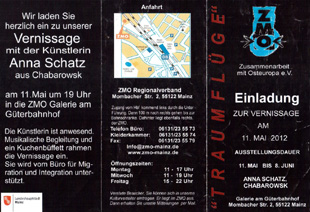 Wir laden Sie
herzlich ein zu unserer
Vernissage
mit der Künstlerin
Anna Schatz
aus Chabarowsk
am 11.Mai um 19 Uhr
in die ZMO Galerie am
Güterbahnhof
Die Künstlerin ist anwesend.
Musikalische Begleitung und
ein Kuchenbüffett rahmen
die Vernissage ein.
Sie wird vom Büro für Mig-
ration und Integration unter-
stützt.
Anfahrt
ZMO Regionalverband
Mombacher Str. 2, 55122 Mainz
Telefon Büro: 06131/23 55 73
Kleiderkammer: 06131/23 55 74
Fax: 06131/23 55 79
info@zmo-mainz.de
www.zmo-mainz.de
Öffnungszeiten:
Montag 11 - 17 Uhr
Mittwoch 11 - 19 Uhr
Freitag 15 - 22 Uhr
"TRAUMFLÜGE"
ZMO
Zusammenarbeit
mit Osteuropa e.V.
Einladung
ZUR VERNISSAGE
AM
11. MAI 2012
AUSSTELLUNGSDAUER
11. MAI BIS 8. JUNI
ANNA SCHATZ,
CHABAROWSK
Galerie am Güterbahnhof
Mombacher Str. 2, 55122 Mainz